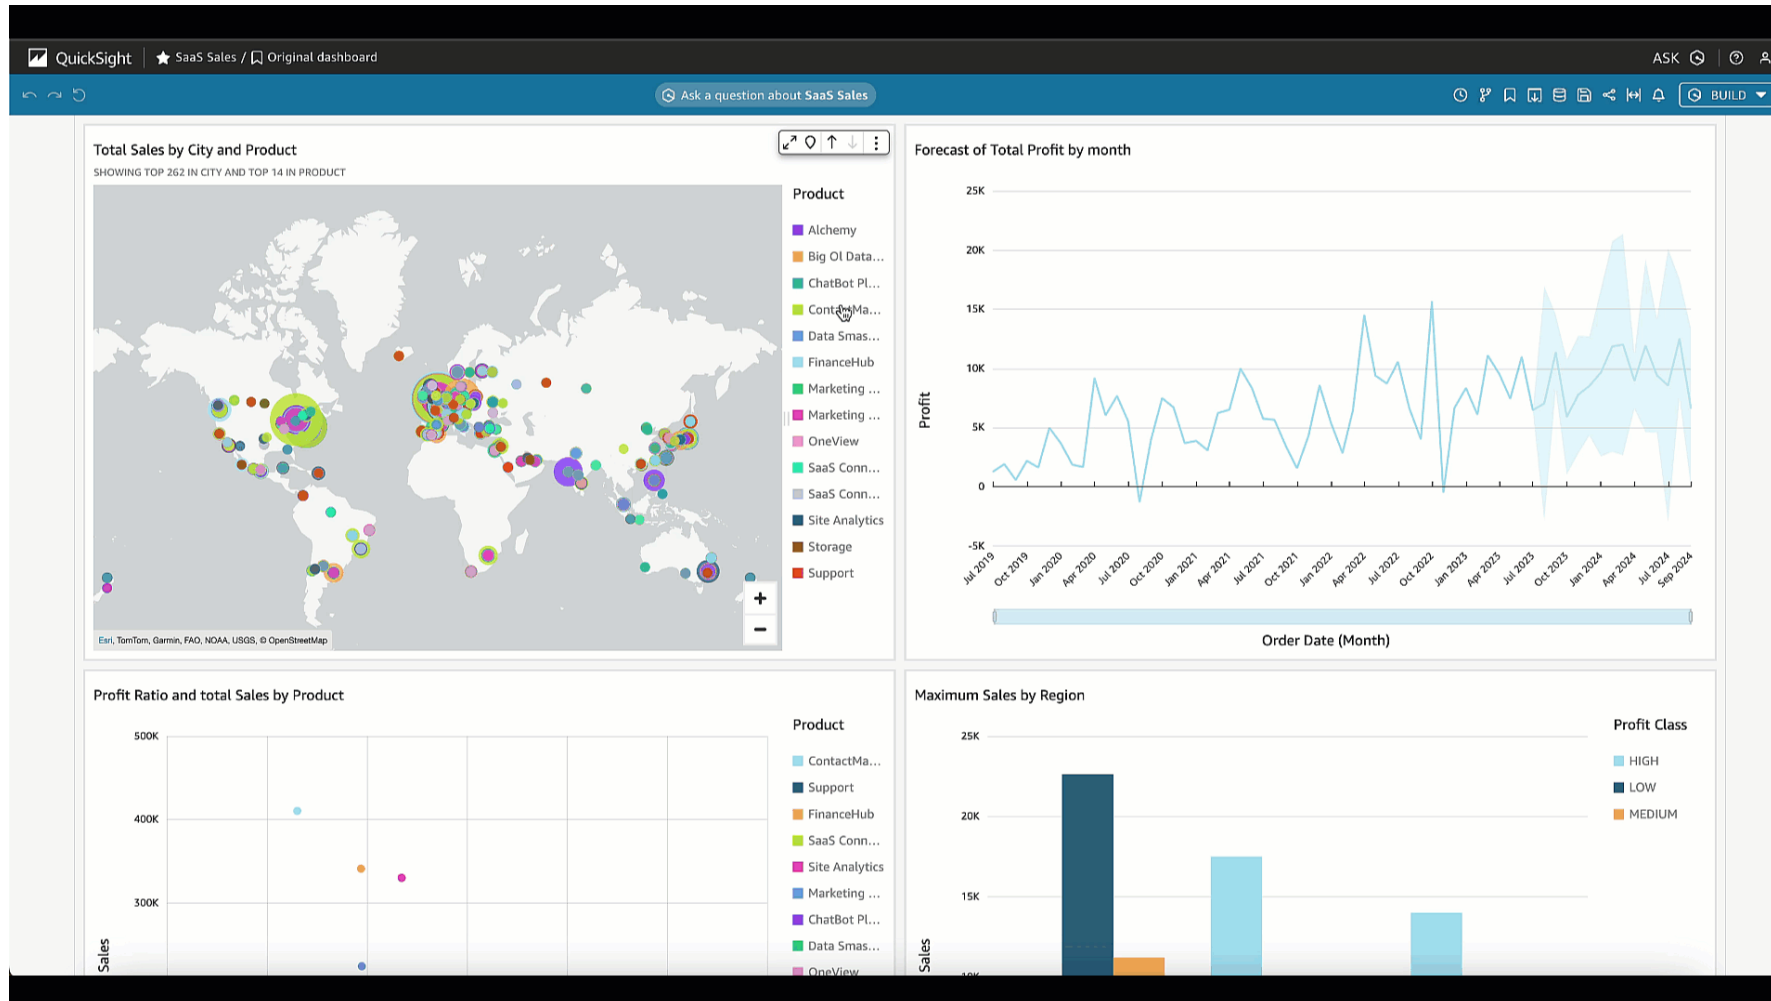 QuickSight
SaaS Sales / Original dashboard
ASK
Ask a question about SaaS Sales
BUILD
Total Sales by City and Product
SHOWING TOP 262 IN CITY AND TOP 14 IN PRODUCT
Product
Alchemy
Big Ol Data...
ChatBot Pl...
ContactMa...
Data Smas...
FinanceHub
Marketing ...
Marketing ...
OneView
SaaS Conn...
SaaS Conn...
Site Analytics
Storage
Support
+
−
Esri, TomTom, Garmin, FAO, NOAA, USGS, © OpenStreetMap
Forecast of Total Profit by month
Profit
25K
20K
15K
10K
5K
0
-5K
Jul 2019
Oct 2019
Jan 2020
Apr 2020
Jul 2020
Oct 2020
Jan 2021
Apr 2021
Jul 2021
Oct 2021
Jan 2022
Apr 2022
Jul 2022
Oct 2022
Jan 2023
Apr 2023
Jul 2023
Oct 2023
Jan 2024
Apr 2024
Jul 2024
Sep 2024
Order Date (Month)
Profit Ratio and total Sales by Product
500K
400K
300K
Sales
Product
ContactMa...
Support
FinanceHub
SaaS Conn...
Site Analytics
Marketing ...
ChatBot Pl...
Data Smas...
OneView
Maximum Sales by Region
25K
20K
15K
10K
Sales
Profit Class
HIGH
LOW
MEDIUM